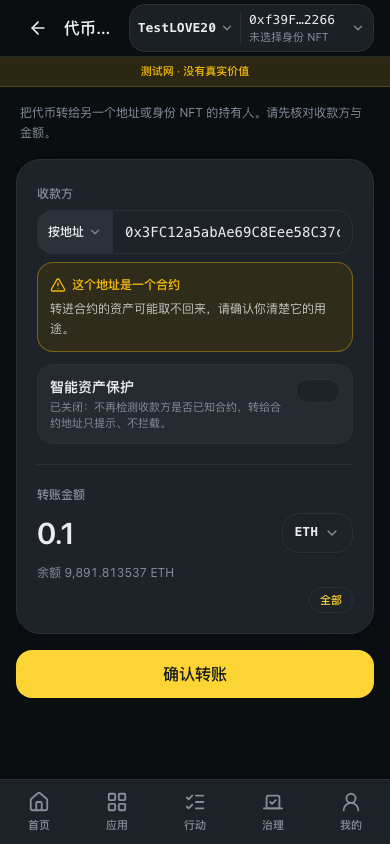 代币...
TestLOVE20
0xf39F…2266
未选择身份 NFT
测试网 · 没有真实价值
把代币转给另一个地址或身份 NFT 的持有人。请先核对收款方与
金额。
收款方
按地址
0x3FC12a5abAe69C8Eee58C37c
这个地址是一个合约
转进合约的资产可能取不回来，请确认你清楚它的用
途。
智能资产保护
已关闭：不再检测收款方是否已知合约，转给合
约地址只提示、不拦截。
转账金额
0.1
ETH
余额 9,891.813537 ETH
全部
确认转账
首页
应用
行动
治理
我的